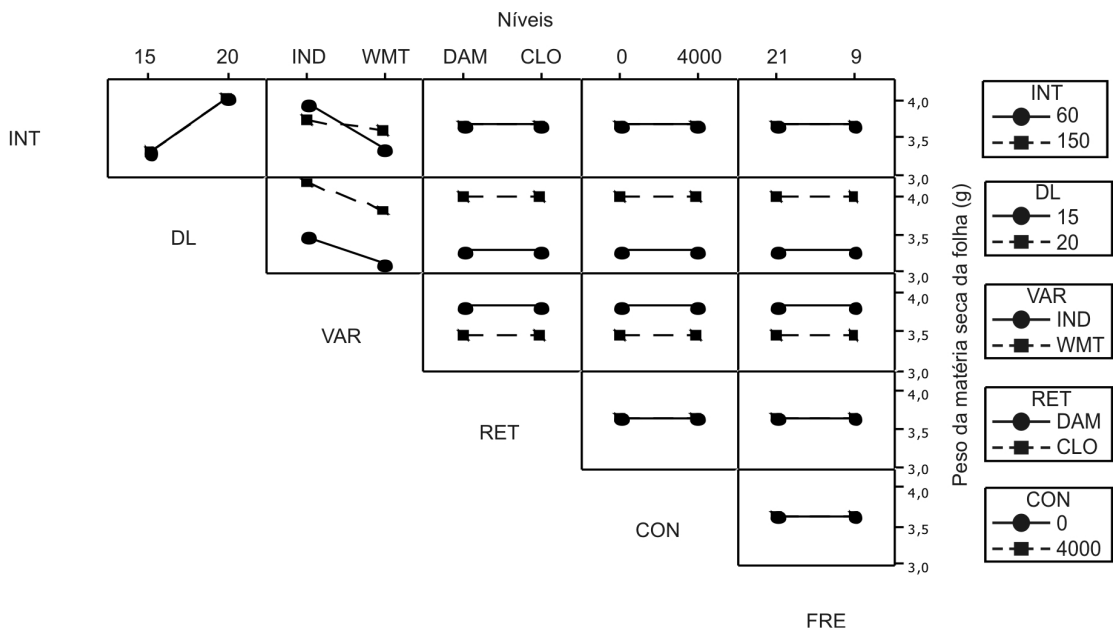 Níveis
15 20 IND WMT DAM CLO 0 4000 21 9
INT
4,0
3,5
3,0
INT
60
150
DL
4,0
3,5
3,0
DL
15
20
VAR
4,0
3,5
3,0
VAR
IND
WMT
RET
4,0
3,5
3,0
RET
DAM
CLO
CON
4,0
3,5
3,0
CON
0
4000
FRE
Peso da matéria seca da folha (g)